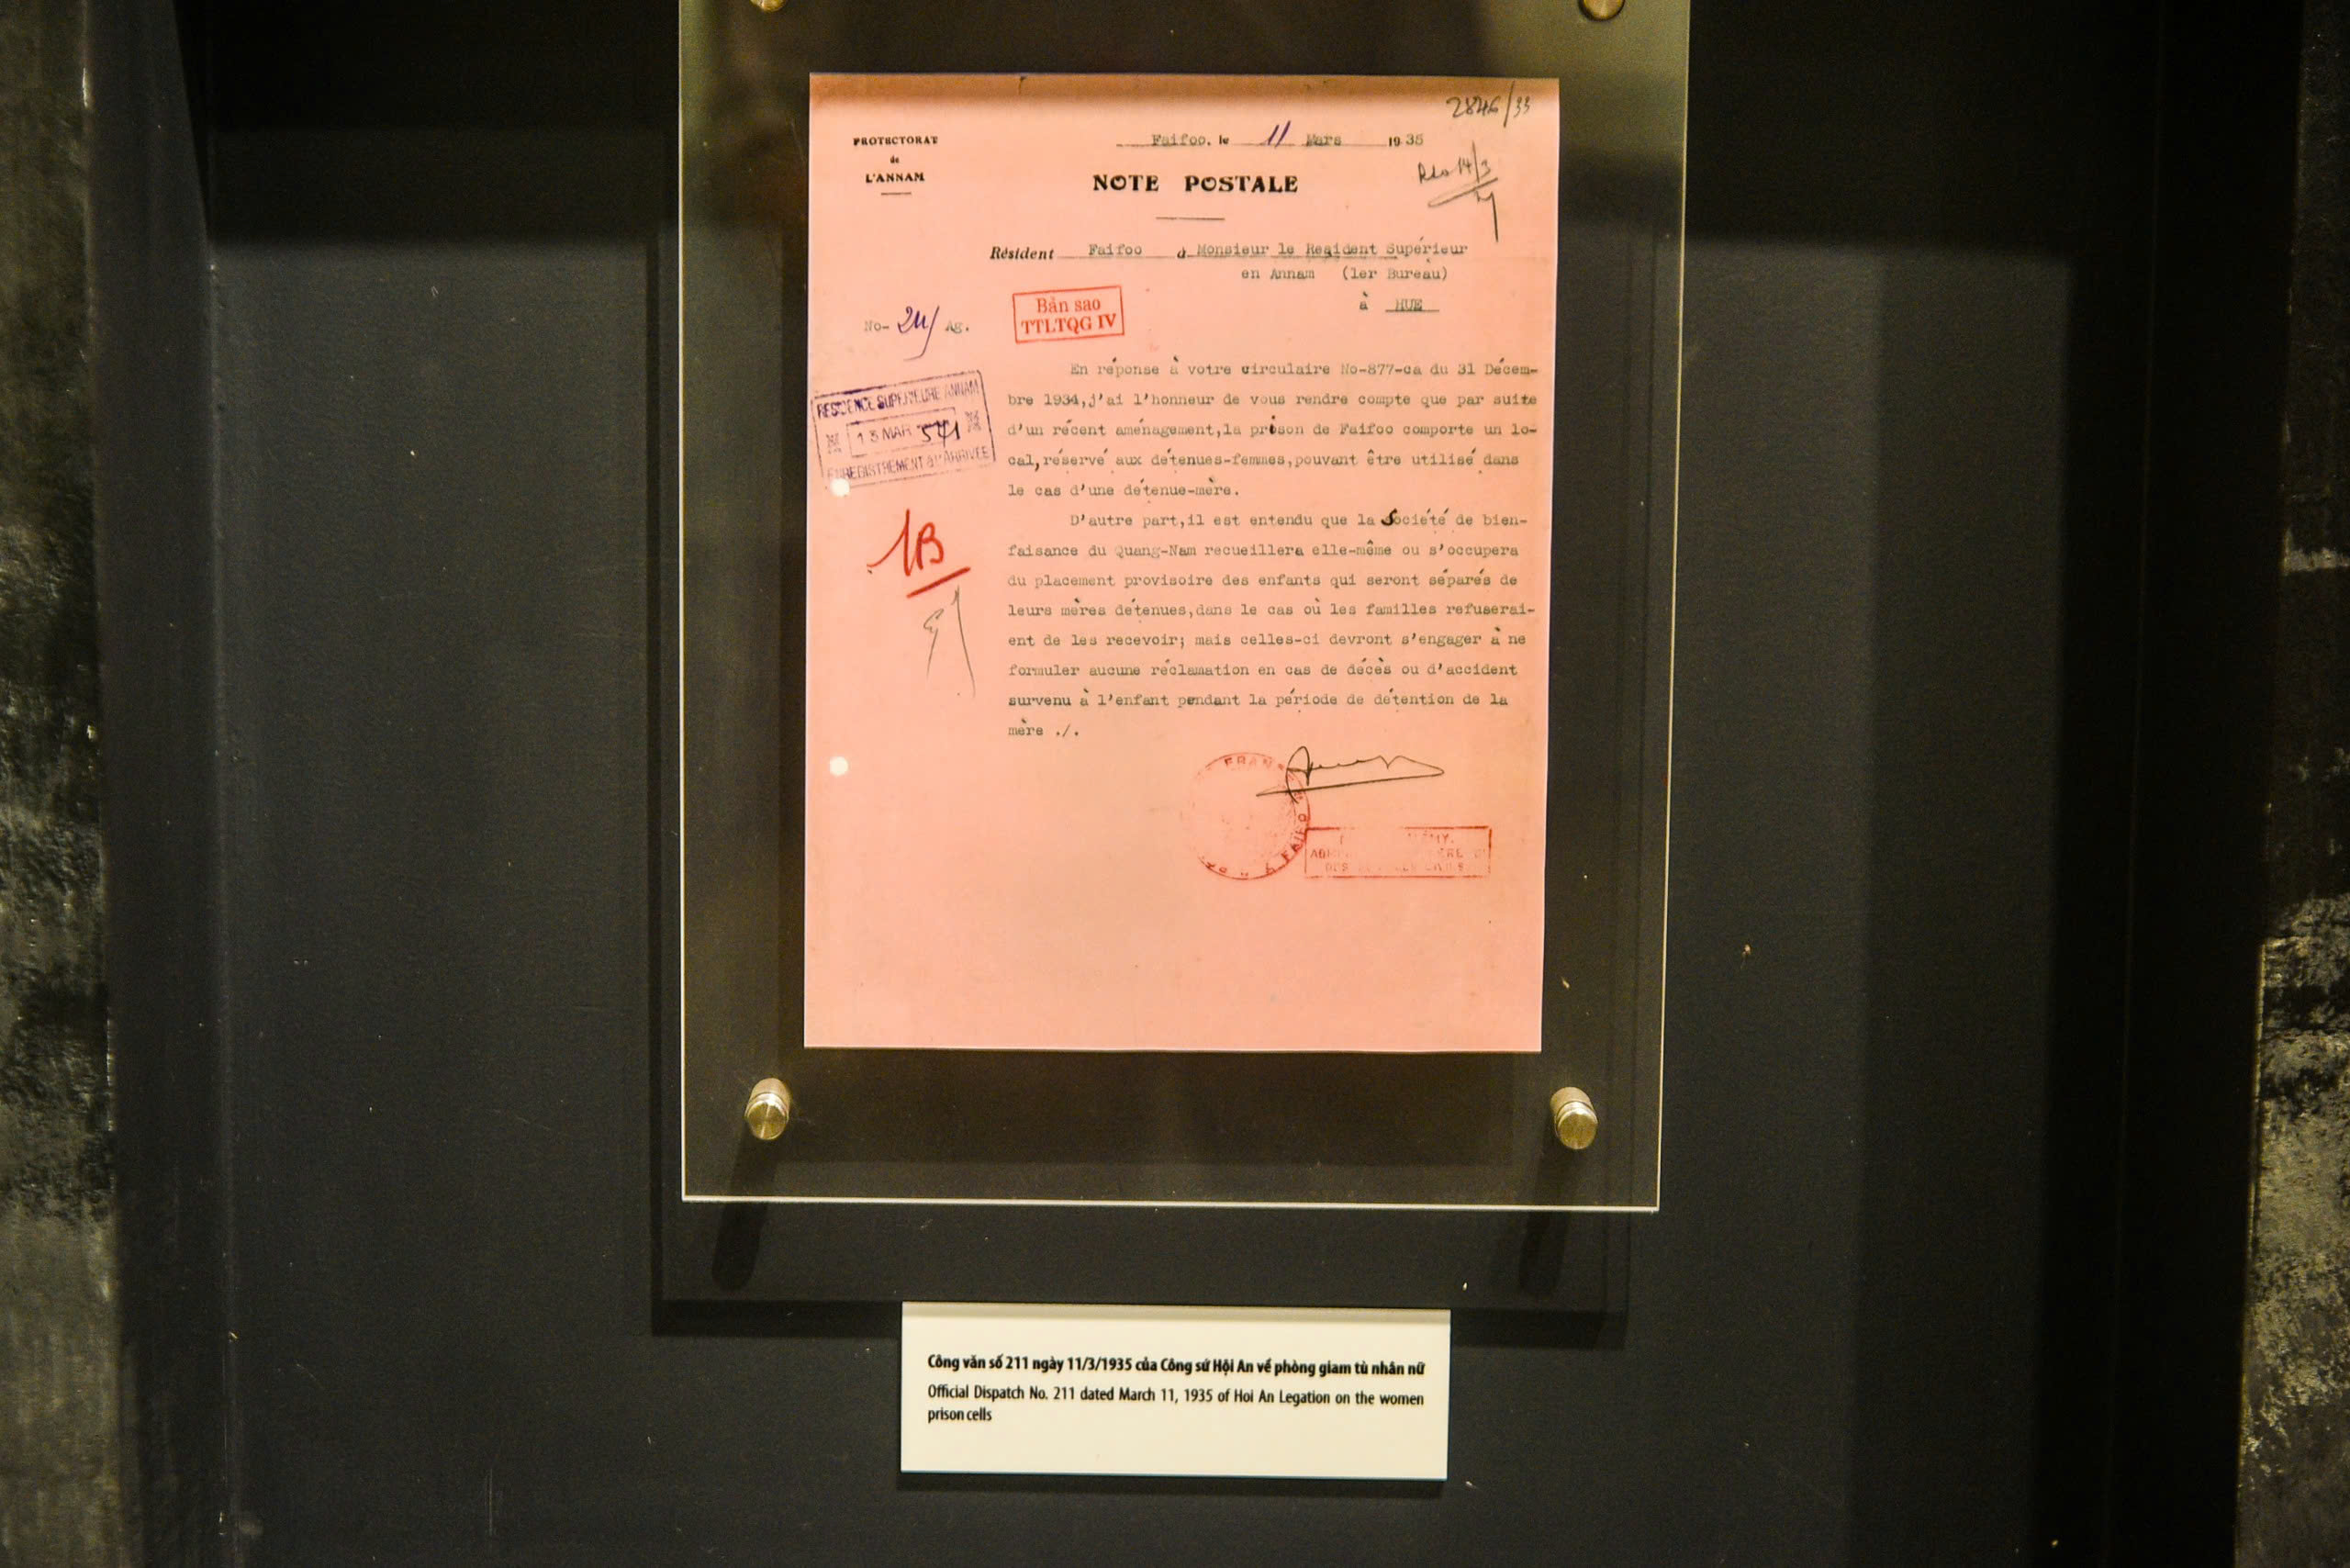 2846/33
PROTECTORAT
de
L'ANNAM
Faifoo, le 11 Mars 1935
NOTE POSTALE
14/3
Résident Faifoo à Monsieur le Resident Supérieur
en Annam (1er Bureau)
à HUE
No- 211 Ag.
Bản sao
TTLTQG IV
RESIDENCE SUPERIEURE ANNAM
13 MAR 541
ENREGISTREMENT à l'ARRIVEE
En réponse à votre circulaire No-877-ca du 31 Décem-
bre 1934,j'ai l'honneur de vous rendre compte que par suite
d'un récent aménagement,la prison de Faifoo comporte un lo-
cal,réservé aux détenues-femmes,pouvant être utilisé dans
le cas d'une détenue-mère.
1B
D'autre part,il est entendu que la Société de bien-
faisance du Quang-Nam recueillera elle-même ou s'occupera
du placement provisoire des enfants qui seront séparés de
leurs mères détenues,dans le cas où les familles refuserai-
ent de les recevoir; mais celles-ci devront s'engager à ne
formuler aucune réclamation en cas de décès ou d'accident
survenu à l'enfant pendant la période de détention de la
mère ./.
Công văn số 211 ngày 11/3/1935 của Công sứ Hội An về phòng giam tù nhân nữ
Official Dispatch No. 211 dated March 11, 1935 of Hoi An Legation on the women
prison cells